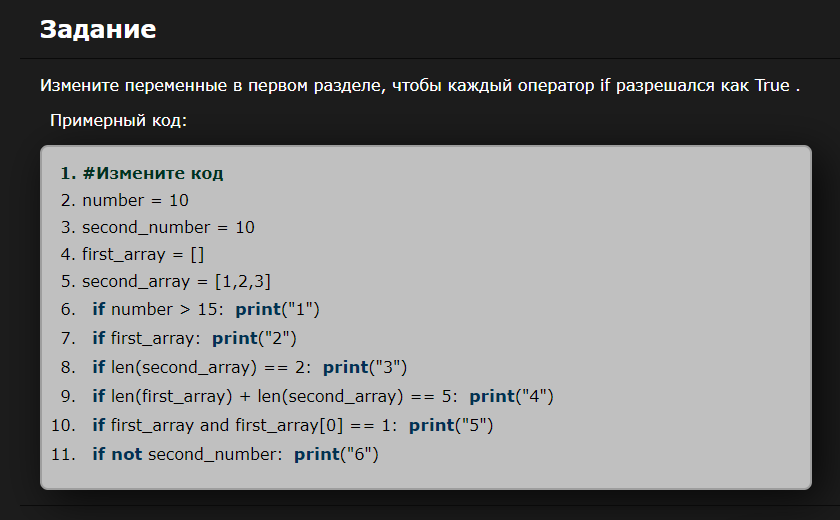 Задание
Измените переменные в первом разделе, чтобы каждый оператор if разрешался как True .
Примерный код:
1. #Измените код
2. number = 10
3. second_number = 10
4. first_array = []
5. second_array = [1,2,3]
6. if number > 15: print("1")
7. if first_array: print("2")
8. if len(second_array) == 2: print("3")
9. if len(first_array) + len(second_array) == 5: print("4")
10. if first_array and first_array[0] == 1: print("5")
11. if not second_number: print("6")